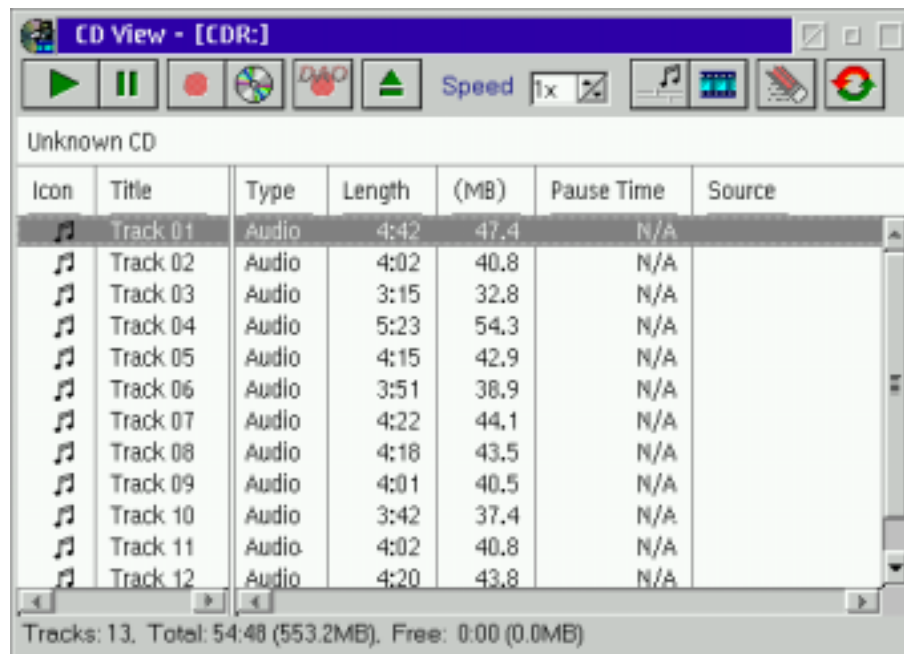 CD View - [CDR:]
DAO Speed 1x
Unknown CD
Icon Title Type Length (MB) Pause Time Source
Track 01 Audio 4:42 47.4 N/A
Track 02 Audio 4:02 40.8 N/A
Track 03 Audio 3:15 32.8 N/A
Track 04 Audio 5:23 54.3 N/A
Track 05 Audio 4:15 42.9 N/A
Track 06 Audio 3:51 38.9 N/A
Track 07 Audio 4:22 44.1 N/A
Track 08 Audio 4:18 43.5 N/A
Track 09 Audio 4:01 40.5 N/A
Track 10 Audio 3:42 37.4 N/A
Track 11 Audio 4:02 40.8 N/A
Track 12 Audio 4:20 43.8 N/A
Tracks: 13, Total: 54:48 (553.2MB), Free: 0:00 (0.0MB)